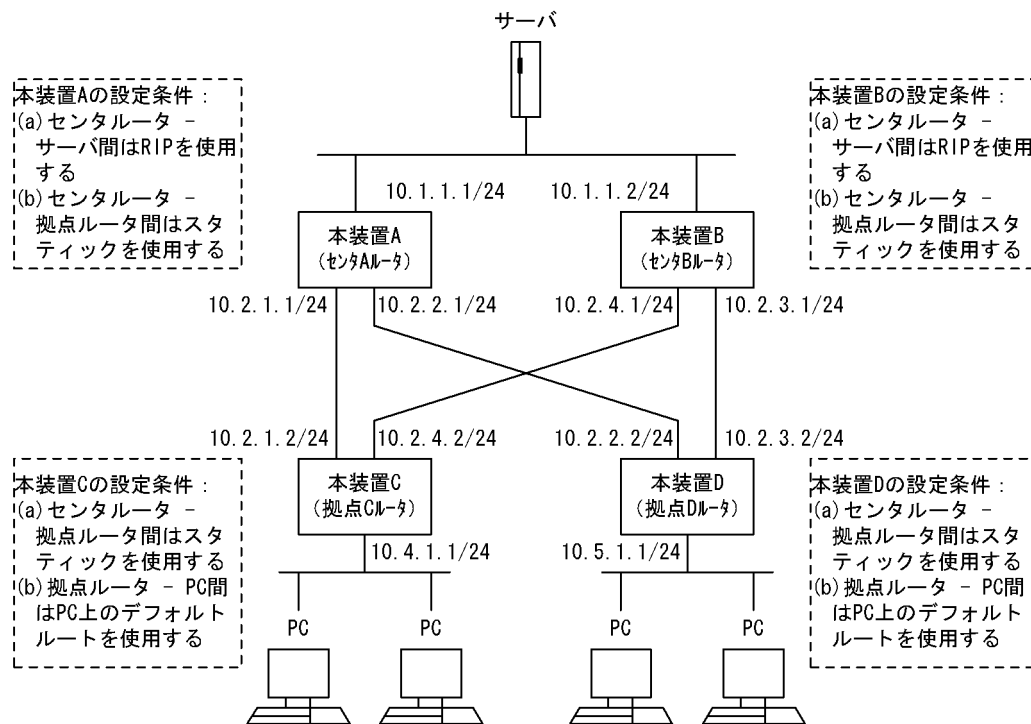 サーバ
本装置Aの設定条件:
(a)センタルータ -
サーバ間はRIPを使用
する
(b)センタルータ -
拠点ルータ間はスタ
ティックを使用する
本装置Bの設定条件:
(a)センタルータ -
サーバ間はRIPを使用
する
(b)センタルータ -
拠点ルータ間はスタ
ティックを使用する
10.1.1.1/24
10.1.1.2/24
本装置A
(ｾﾝﾀAﾙｰﾀ)
本装置B
(ｾﾝﾀBﾙｰﾀ)
10.2.1.1/24
10.2.2.1/24
10.2.4.1/24
10.2.3.1/24
10.2.1.2/24
10.2.4.2/24
10.2.2.2/24
10.2.3.2/24
本装置Cの設定条件:
(a)センタルータ -
拠点ルータ間はスタ
ティックを使用する
(b)拠点ルータ - PC間
はPC上のデフォルト
ルートを使用する
本装置C
(拠点Cﾙｰﾀ)
本装置D
(拠点Dﾙｰﾀ)
本装置Dの設定条件:
(a)センタルータ -
拠点ルータ間はスタ
ティックを使用する
(b)拠点ルータ - PC間
はPC上のデフォルト
ルートを使用する
10.4.1.1/24
10.5.1.1/24
PC
PC
PC
PC